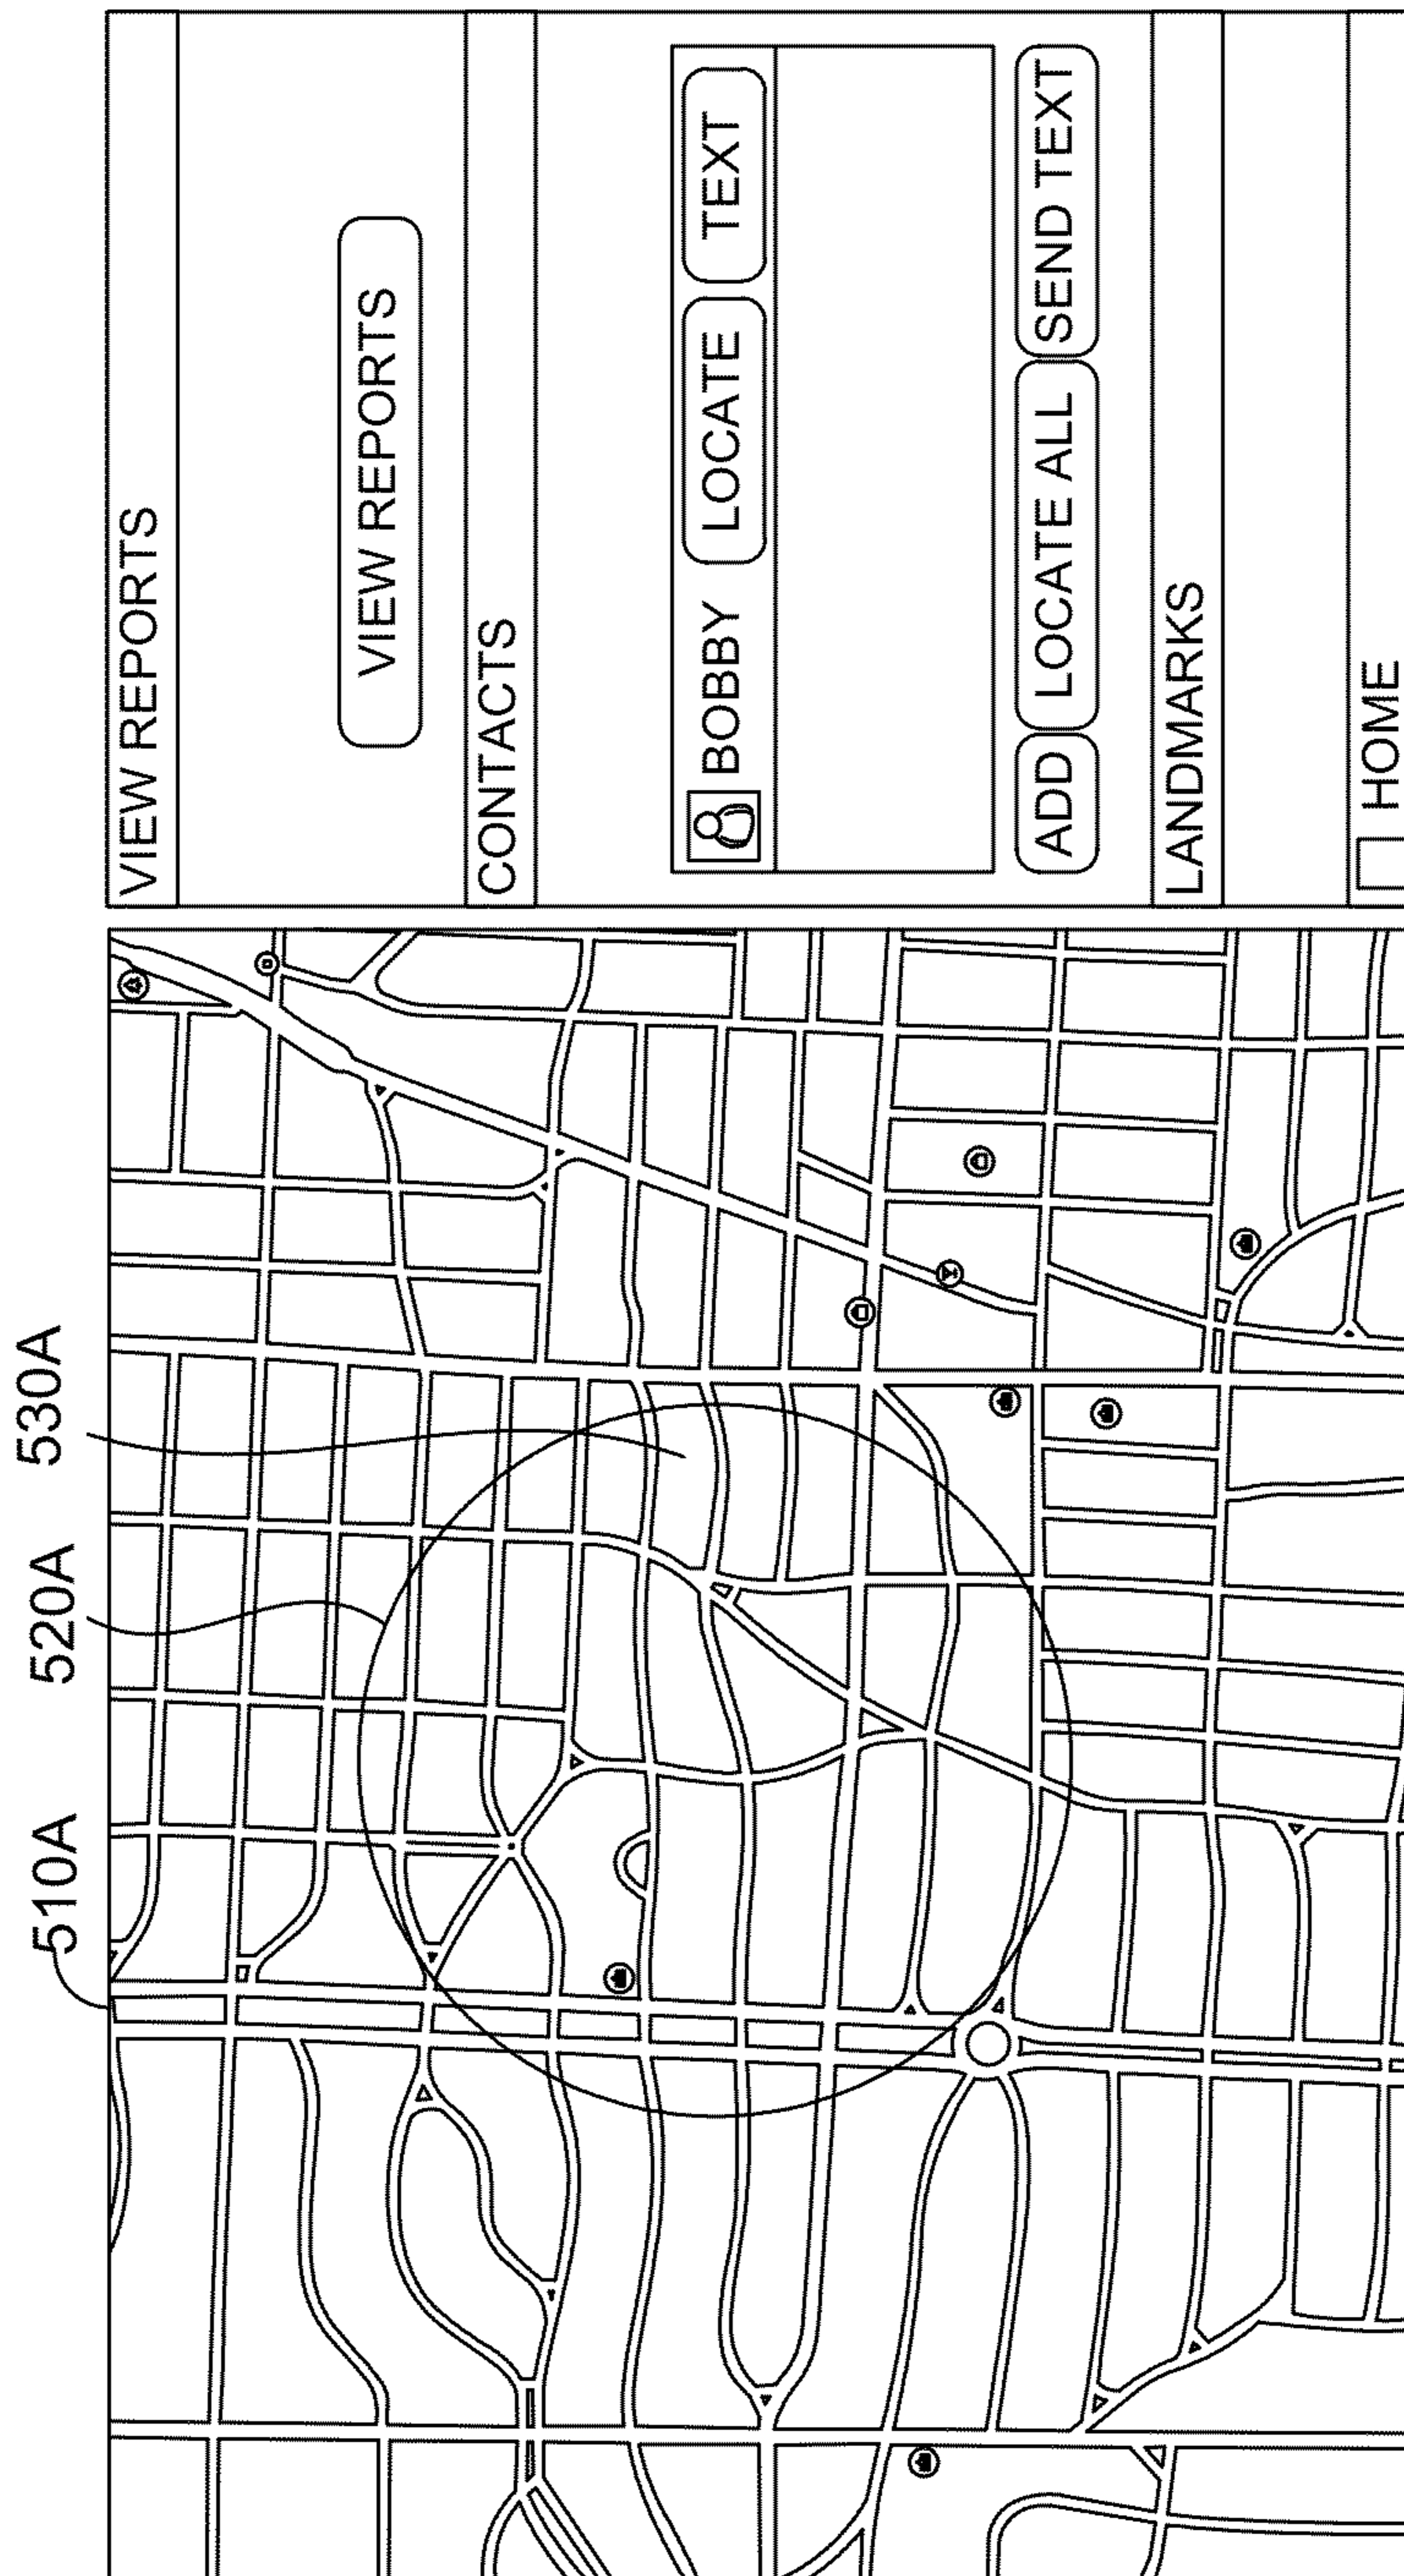 510A
520A
530A
VIEW REPORTS
VIEW REPORTS
CONTACTS
BOBBY LOCATE TEXT
ADD LOCATE ALL SEND TEXT
LANDMARKS
HOME